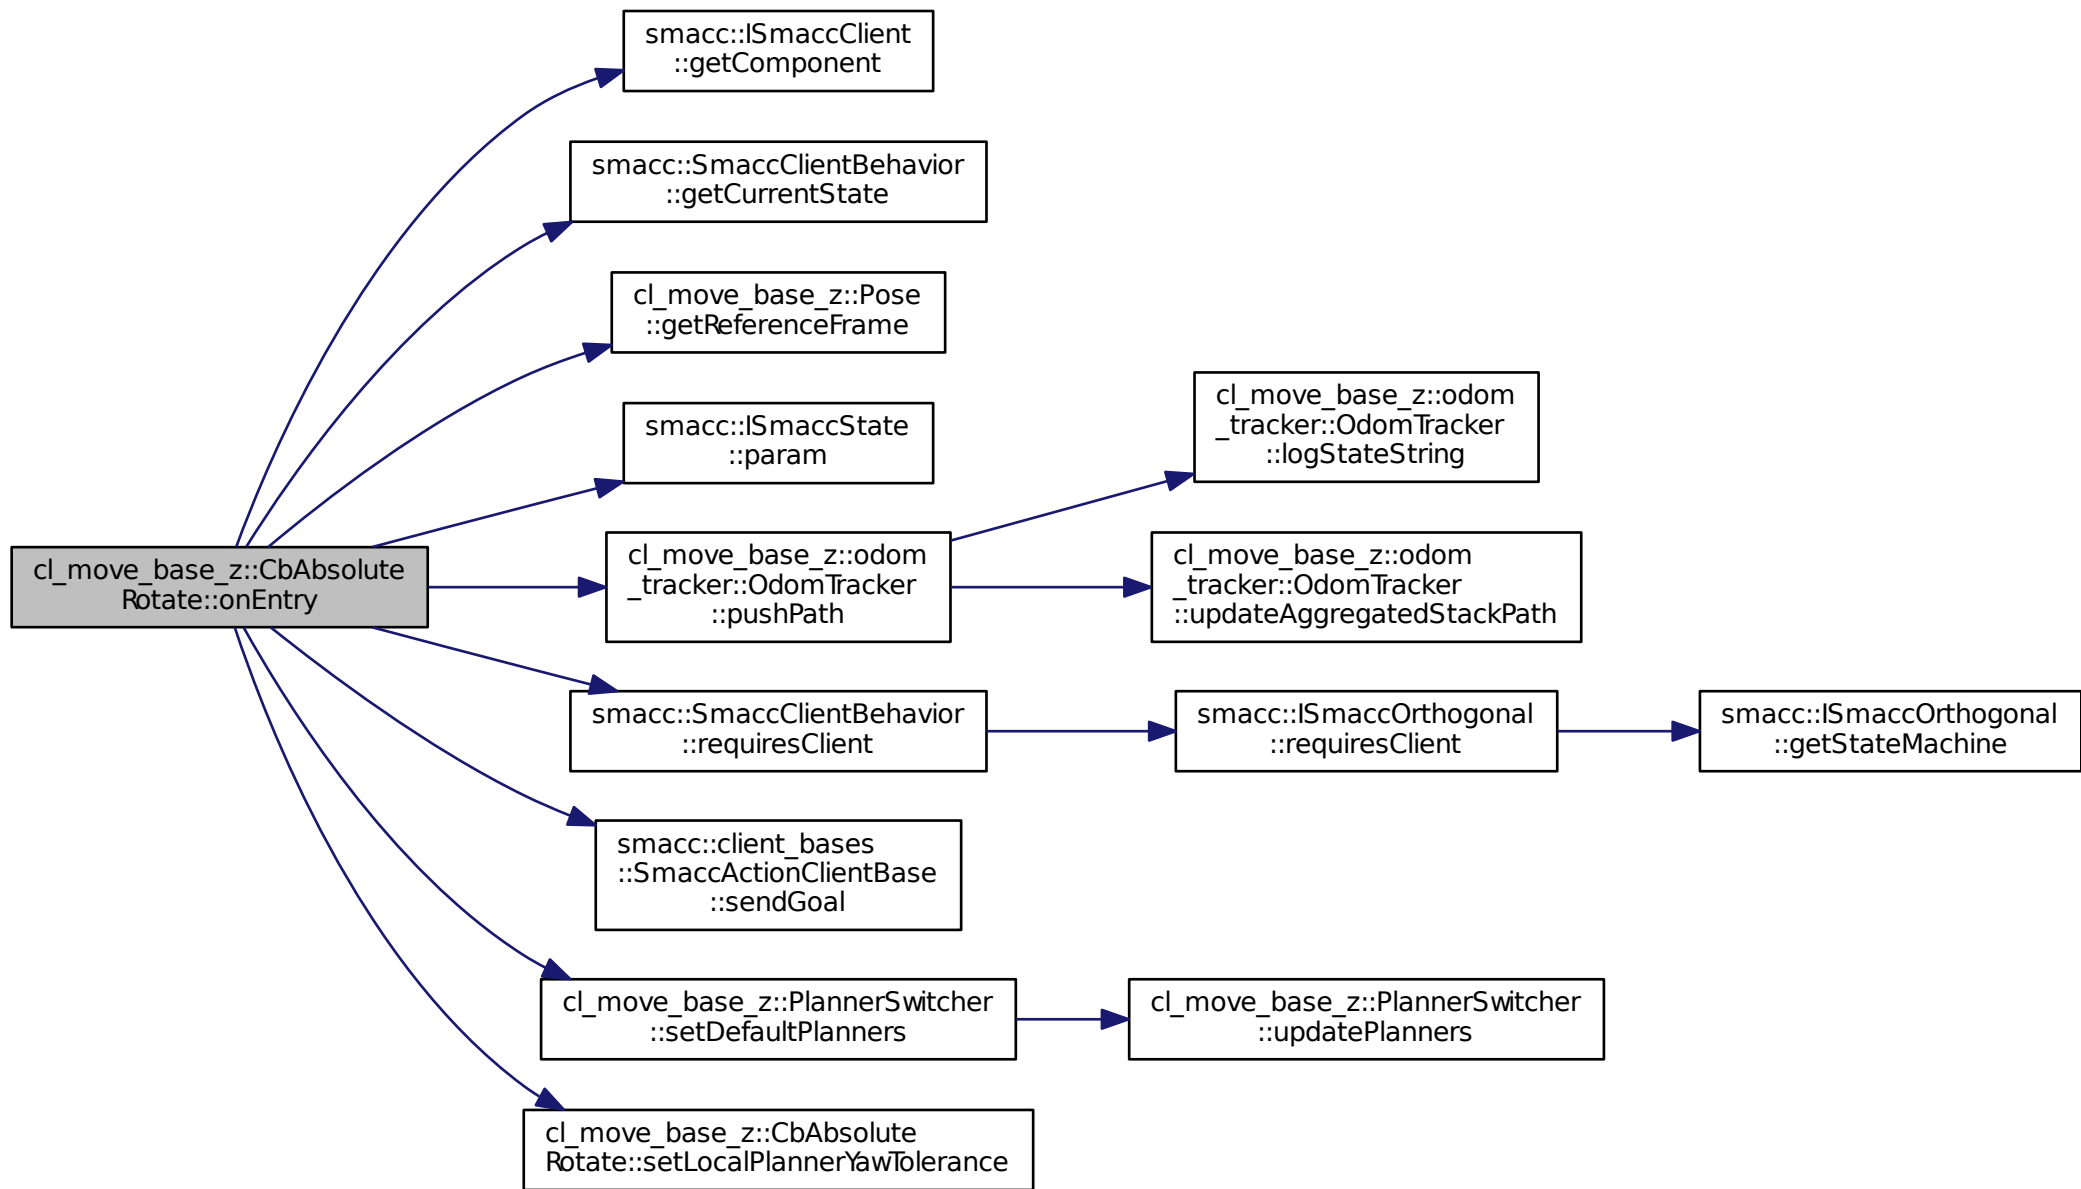 smacc::ISmaccClient
::getComponent
smacc::SmaccClientBehavior
::getCurrentState
cl_move_base_z::Pose
::getReferenceFrame
smacc::ISmaccState
::param
cl_move_base_z::odom
_tracker::OdomTracker
::logStateString
cl_move_base_z::CbAbsolute
Rotate::onEntry
cl_move_base_z::odom
_tracker::OdomTracker
::pushPath
cl_move_base_z::odom
_tracker::OdomTracker
::updateAggregatedStackPath
smacc::SmaccClientBehavior
::requiresClient
smacc::ISmaccOrthogonal
::requiresClient
smacc::ISmaccOrthogonal
::getStateMachine
smacc::client_bases
::SmaccActionClientBase
::sendGoal
cl_move_base_z::PlannerSwitcher
::setDefaultPlanners
cl_move_base_z::PlannerSwitcher
::updatePlanners
cl_move_base_z::CbAbsolute
Rotate::setLocalPlannerYawTolerance